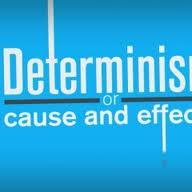 Determinis
or
cause and effec